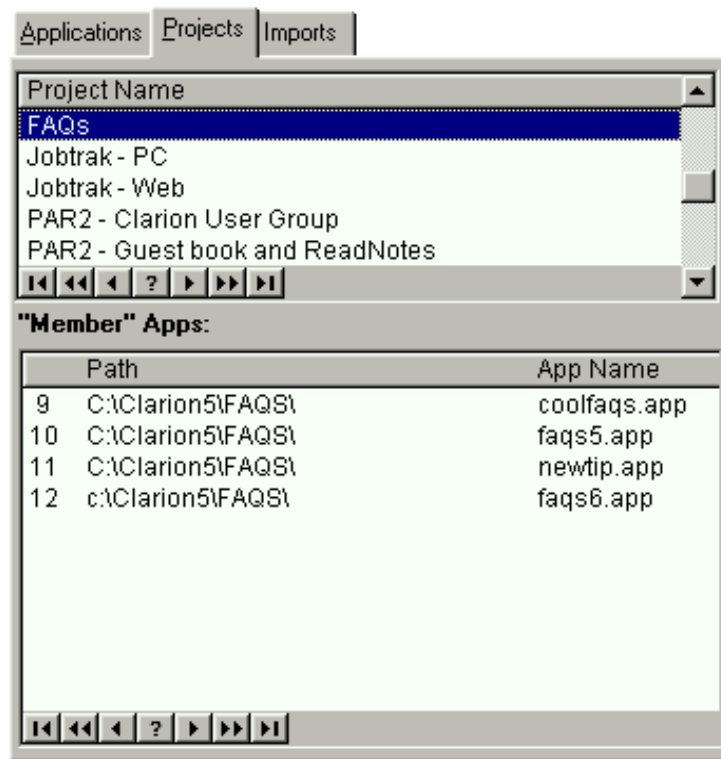 Applications Projects Imports
Project Name
FAQs
Jobtrak - PC
Jobtrak - Web
PAR2 - Clarion User Group
PAR2 - Guest book and ReadNotes
?
"Member" Apps:
Path App Name
9 C:\Clarion5\FAQS\ coolfaqs.app
10 C:\Clarion5\FAQS\ faqs5.app
11 C:\Clarion5\FAQS\ newtip.app
12 c:\Clarion5\FAQS\ faqs6.app
?